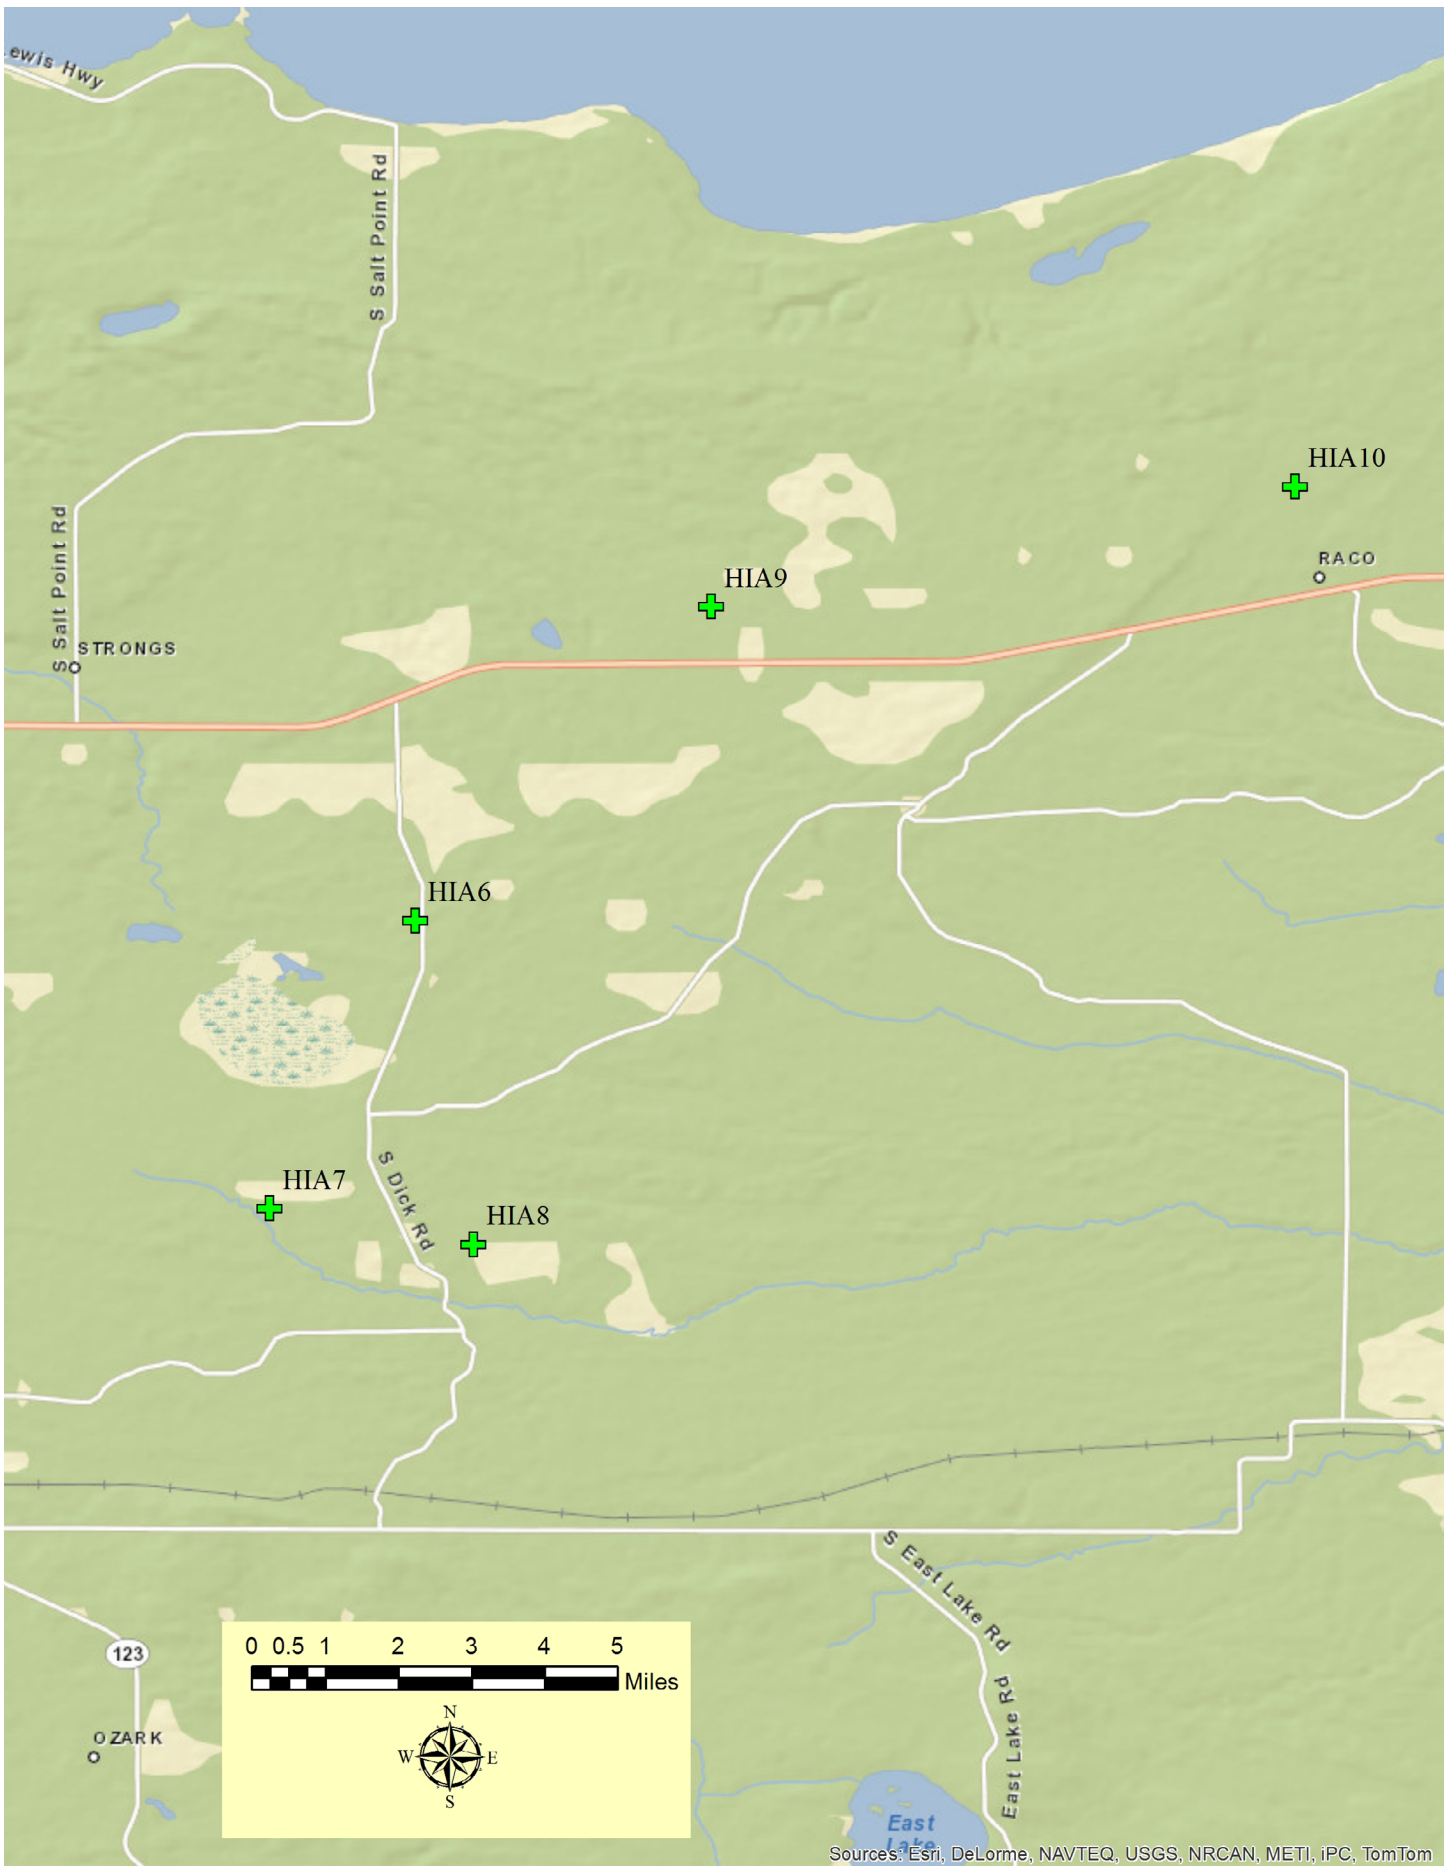 ewis Hwy
S Salt Point Rd
HIA10
RACO
HIA9
S Salt Point Rd
STRONGS
HIA6
S Dick Rd
HIA7
HIA8
S East Lake Rd
East Lake Rd
0 0.5 1 2 3 4 5
Miles
N
W E
S
123
OZARK
East
Lake
Sources: Esri, DeLorme, NAVTEQ, USGS, NRCAN, METI, iPC, TomTom